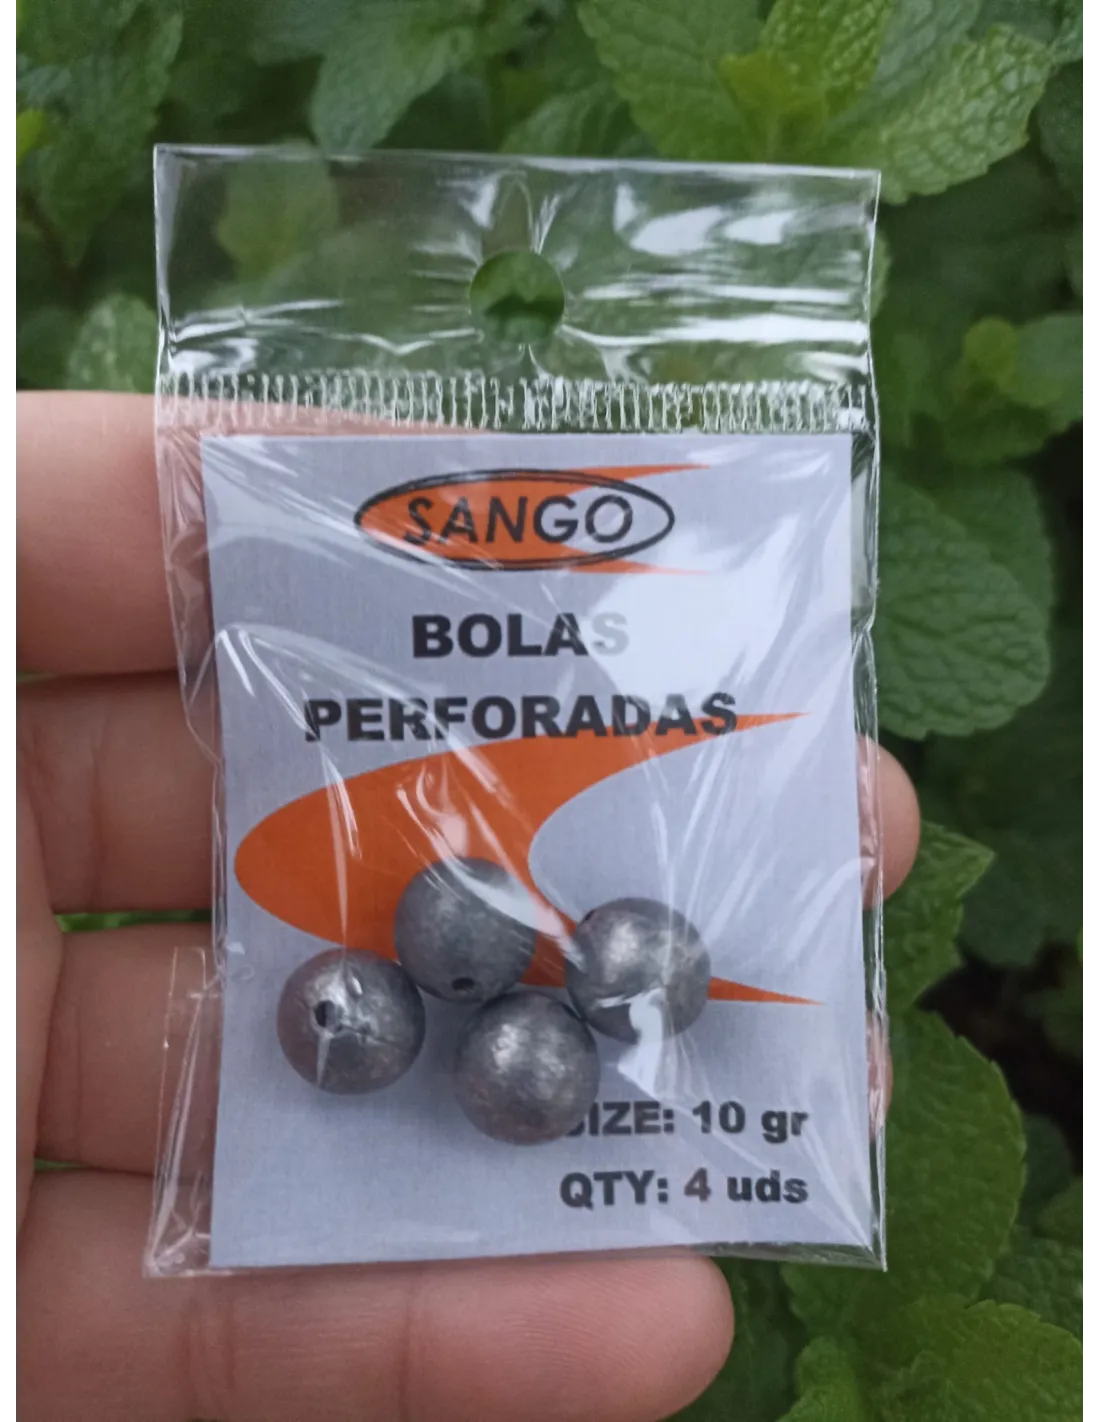 SANGO
BOLAS
PERFORADAS
SIZE: 10 gr
QTY: 4 uds